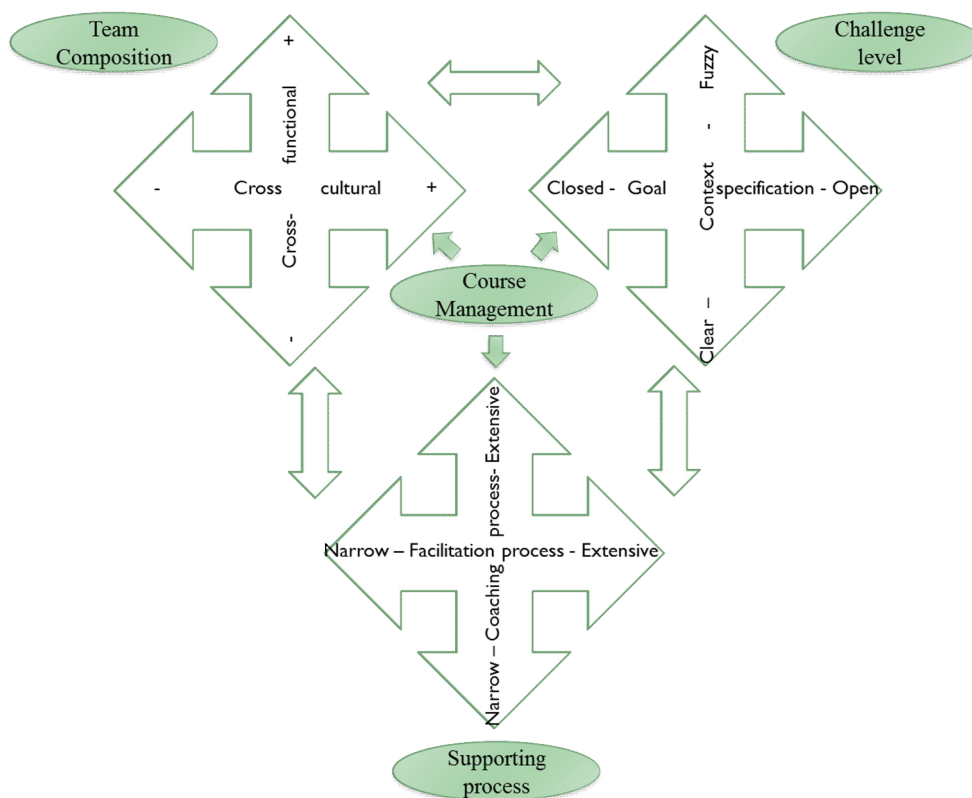 Team
Composition
Challenge
level
+
Cross- functional
-
- Cross cultural +
Clear – Context - Fuzzy
Closed - Goal specification - Open
Course
Management
Narrow – Coaching process- Extensive
Narrow – Facilitation process - Extensive
Supporting
process